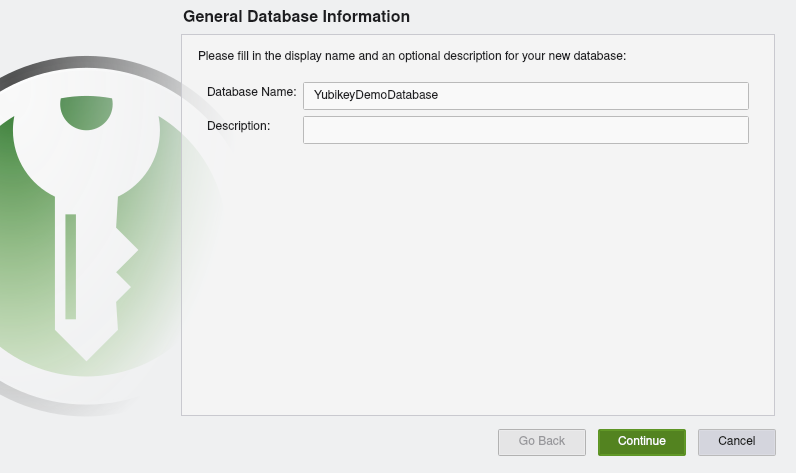 General Database Information
Please fill in the display name and an optional description for your new database:
Database Name: YubikeyDemoDatabase
Description:
Go Back Continue Cancel